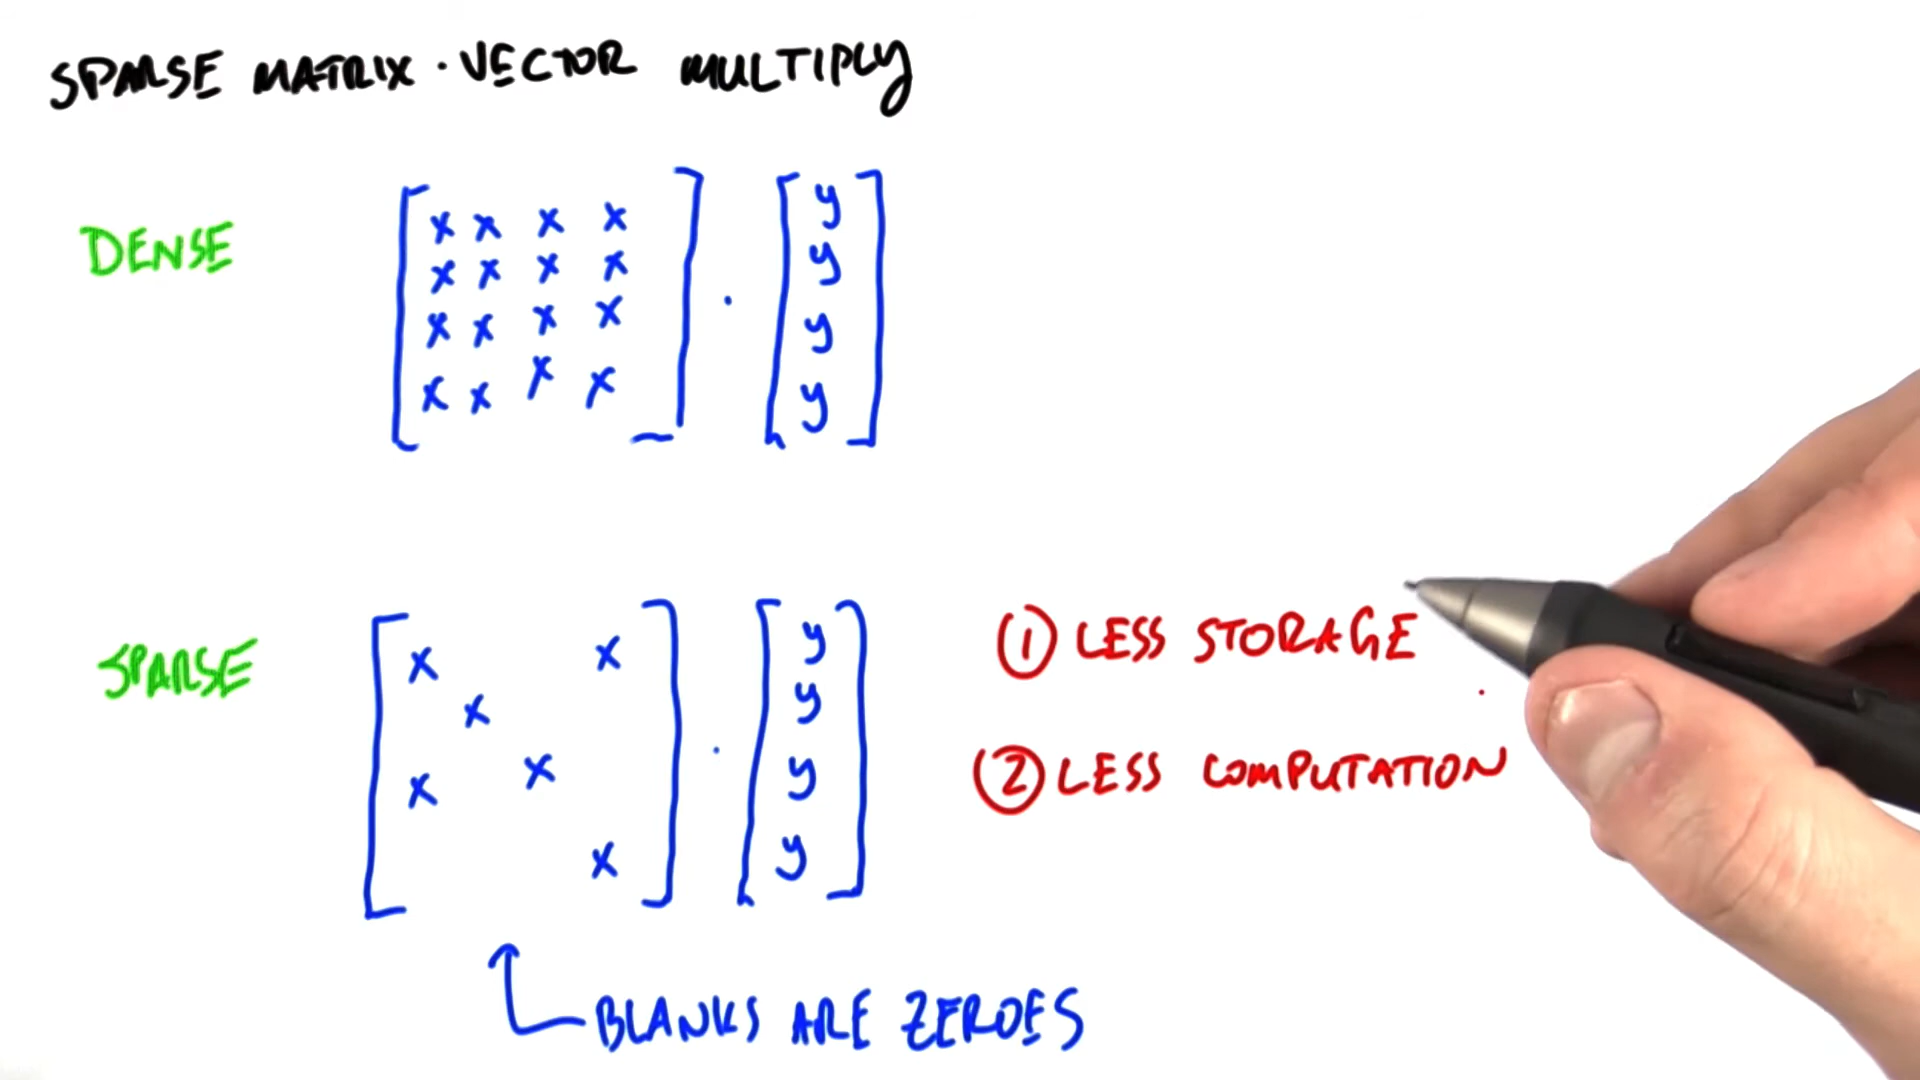 SPARSE MATRIX · VECTOR MULTIPLY
DENSE
x x x x
x x x x
x x x x
x x x x
·
y
y
y
y
SPARSE
x x
x
x x
x
·
y
y
y
y
① LESS STORAGE
② LESS COMPUTATION
BLANKS ARE ZEROES